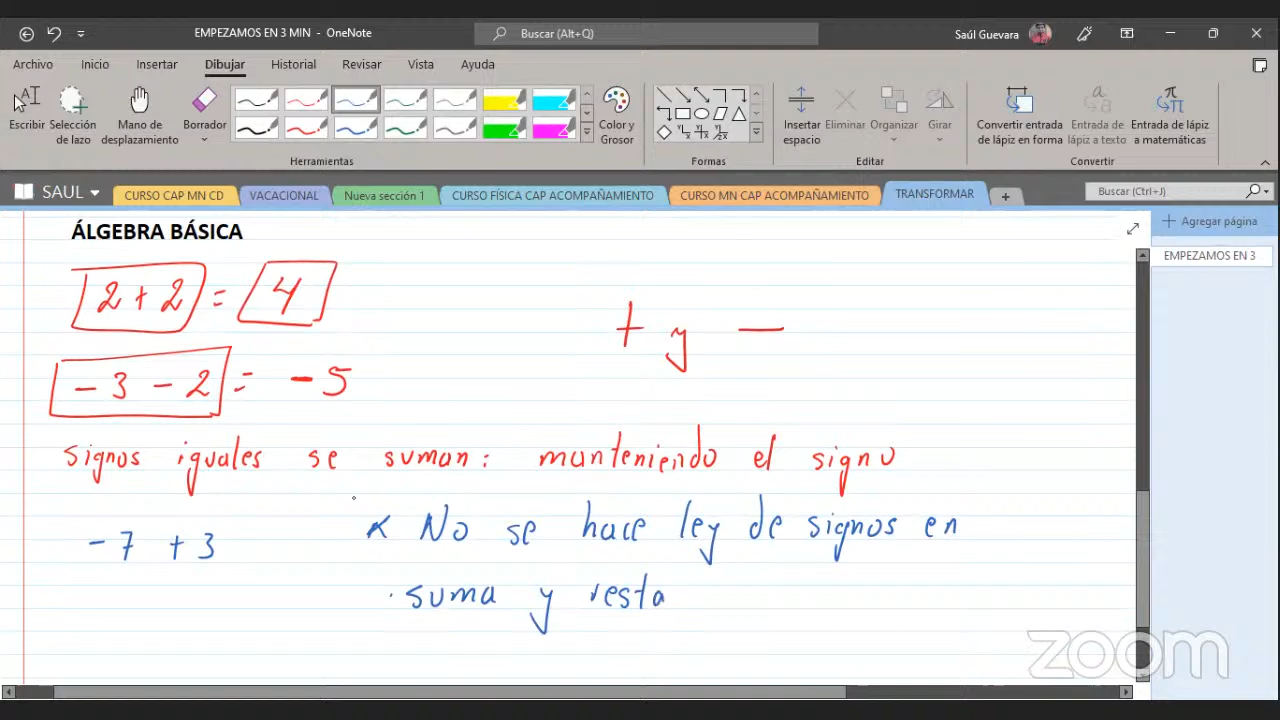 EMPEZAMOS EN 3 MIN - OneNote
Buscar (Alt+Q)
Saúl Guevara
Archivo Inicio Insertar Dibujar Historial Revisar Vista Ayuda
Escribir
Selección de lazo
Mano de desplazamiento
Borrador
Color y Grosor
Insertar espacio
Eliminar
Organizar
Girar
Convertir entrada de lápiz en forma
Entrada de lápiz a texto
Entrada de lápiz a matemáticas
Herramientas Formas Editar Convertir
SAUL
CURSO CAP MN CD VACACIONAL Nueva sección 1 CURSO FÍSICA CAP ACOMPAÑAMIENTO CURSO MN CAP ACOMPAÑAMIENTO TRANSFORMAR +
Buscar (Ctrl+J)
Agregar página
EMPEZAMOS EN 3
ÁLGEBRA BÁSICA
2 + 2 = 4
+ y -
- 3 - 2 = - 5
signos iguales se suman: manteniendo el signo
- 7 + 3
No se hace ley de signos en
suma y resta
zoom